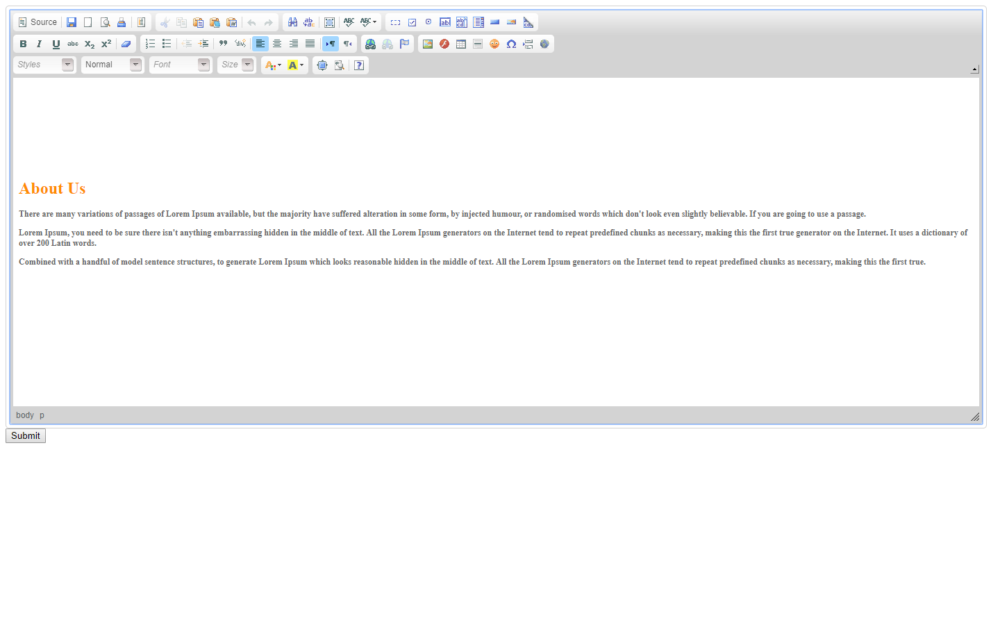 Source
ABC ABC
B I U abc X2 X2
Styles Normal Font Size A A ?
About Us
There are many variations of passages of Lorem Ipsum available, but the majority have suffered alteration in some form, by injected humour, or randomised words which don't look even slightly believable. If you are going to use a passage.
Lorem Ipsum, you need to be sure there isn't anything embarrassing hidden in the middle of text. All the Lorem Ipsum generators on the Internet tend to repeat predefined chunks as necessary, making this the first true generator on the Internet. It uses a dictionary of
over 200 Latin words.
Combined with a handful of model sentence structures, to generate Lorem Ipsum which looks reasonable hidden in the middle of text. All the Lorem Ipsum generators on the Internet tend to repeat predefined chunks as necessary, making this the first true.
body p
Submit